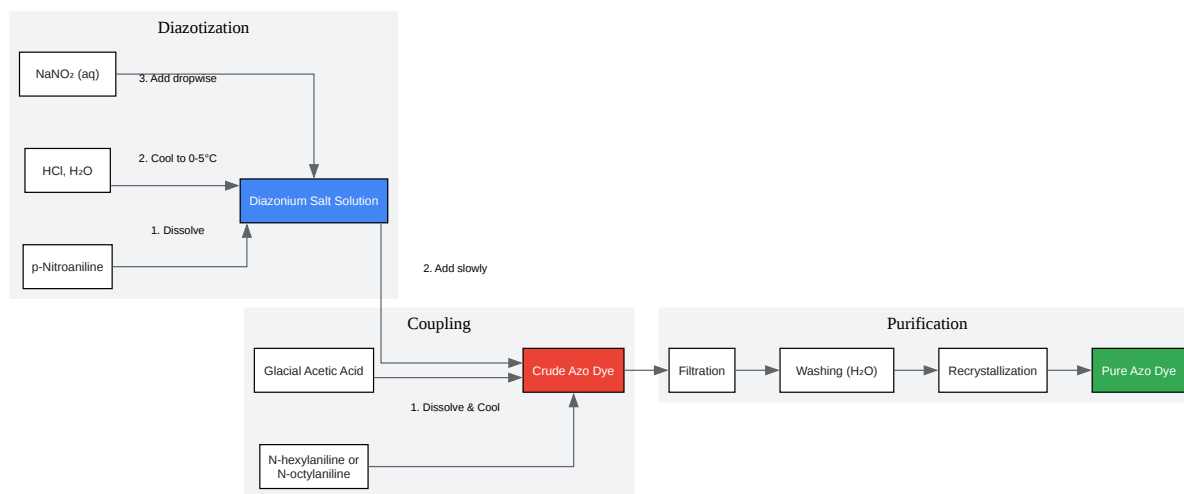 Diazotization
NaNO₂ (aq)
3. Add dropwise
HCl, H₂O
2. Cool to 0-5°C
Diazonium Salt Solution
1. Dissolve
p-Nitroaniline
2. Add slowly
Coupling
Glacial Acetic Acid
Crude Azo Dye
1. Dissolve & Cool
N-hexylaniline or
N-octylaniline
Purification
Filtration
Washing (H₂O)
Recrystallization
Pure Azo Dye